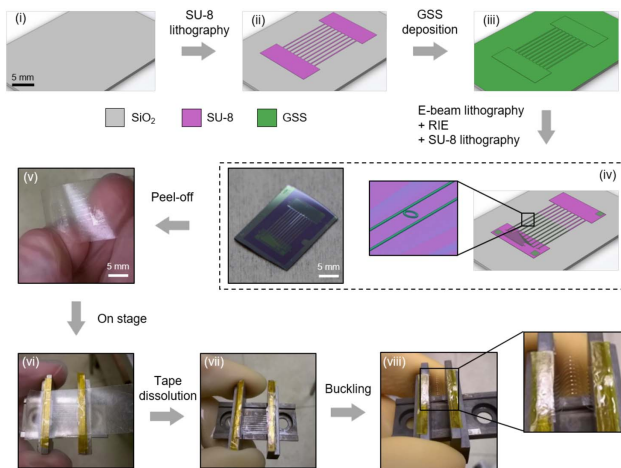 (i)
SU-8
lithography
(ii)
GSS
deposition
(iii)
5 mm
SiO₂
SU-8
GSS
E-beam lithography
+ RIE
+ SU-8 lithography
(iv)
(v)
Peel-off
5 mm
5 mm
On stage
(vi)
Tape
dissolution
(vii)
Buckling
(viii)